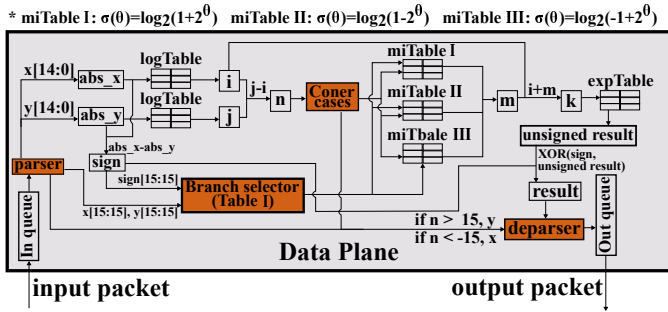 * miTable I: σ(θ)=log2(1+2^θ) miTable II: σ(θ)=log2(1-2^θ) miTable III: σ(θ)=log2(-1+2^θ)
x[14:0]
abs_x
logTable
i
j-i
miTable I
y[14:0]
abs_y
logTable
j
n
Coner cases
miTable II
m
i+m
k
expTable
miTbale III
unsigned result
abs_x-abs_y
XOR(sign, unsigned result)
parser
sign
sign[15:15]
Branch selector (Table I)
result
x[15:15], y[15:15]
if n > 15, y
if n < -15, x
deparser
In queue
Out queue
Data Plane
input packet
output packet